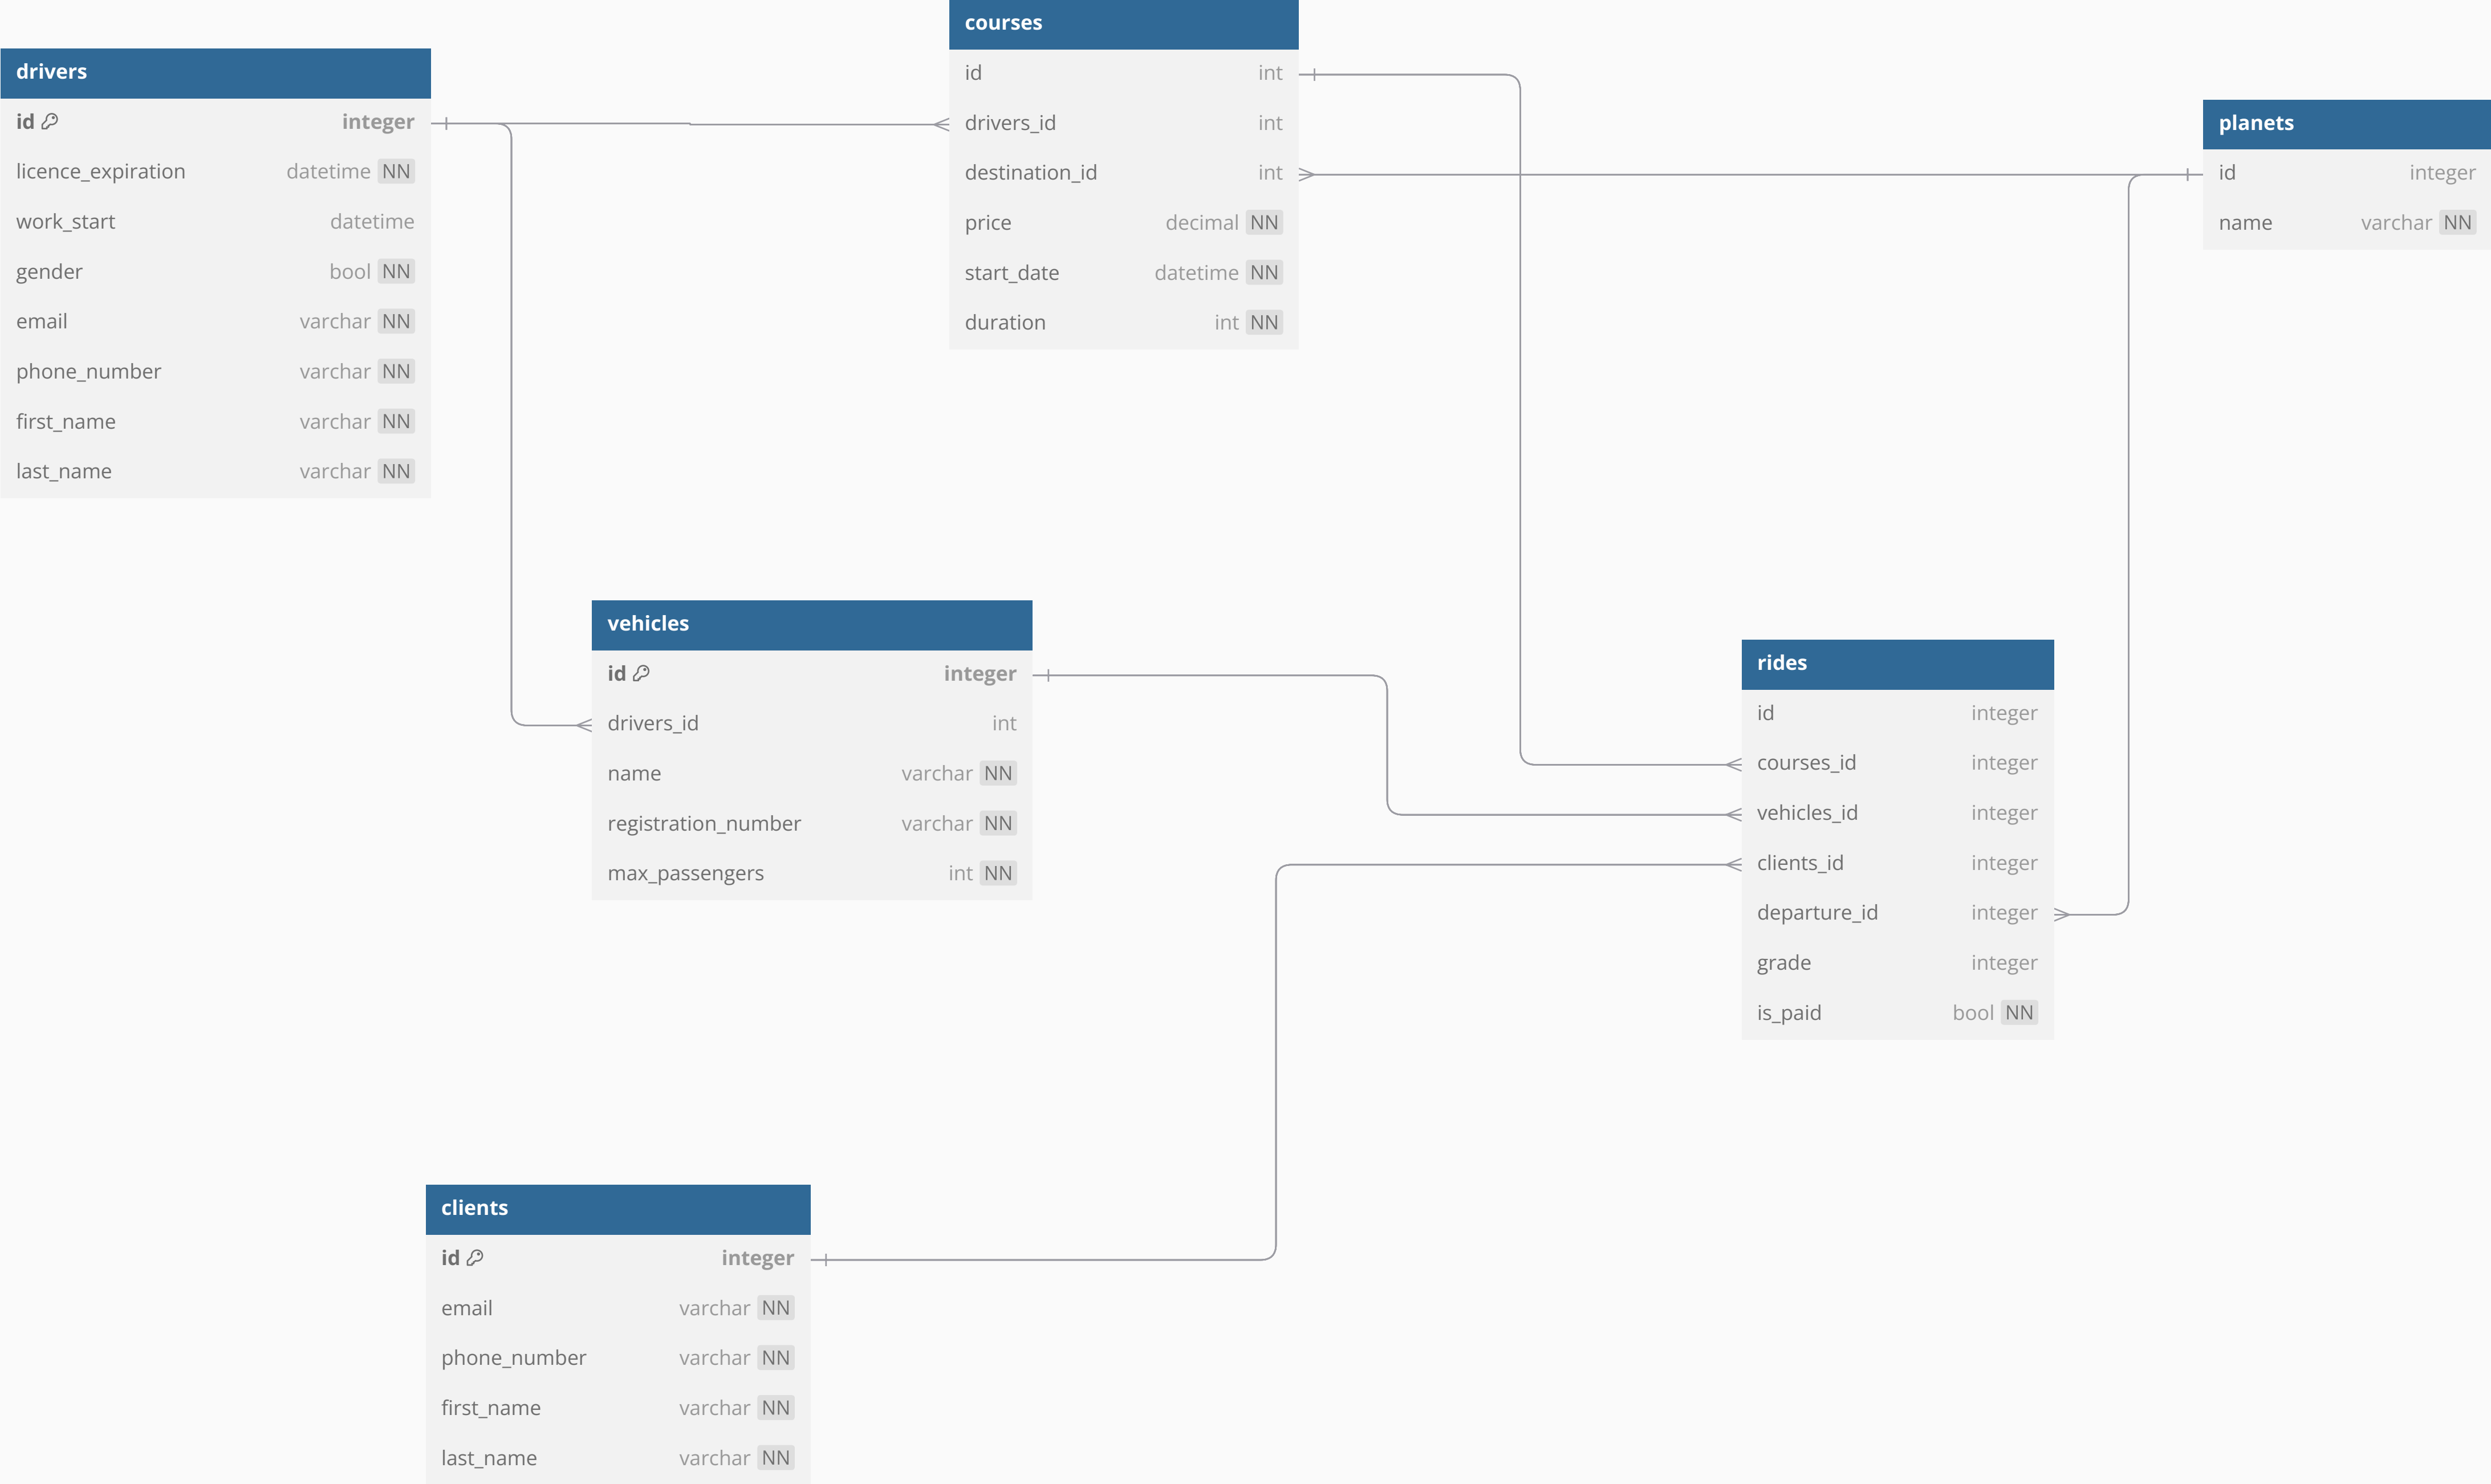 drivers
id integer
licence_expiration datetime NN
work_start datetime
gender bool NN
email varchar NN
phone_number varchar NN
first_name varchar NN
last_name varchar NN
courses
id int
drivers_id int
destination_id int
price decimal NN
start_date datetime NN
duration int NN
planets
id integer
name varchar NN
vehicles
id integer
drivers_id int
name varchar NN
registration_number varchar NN
max_passengers int NN
rides
id integer
courses_id integer
vehicles_id integer
clients_id integer
departure_id integer
grade integer
is_paid bool NN
clients
id integer
email varchar NN
phone_number varchar NN
first_name varchar NN
last_name varchar NN